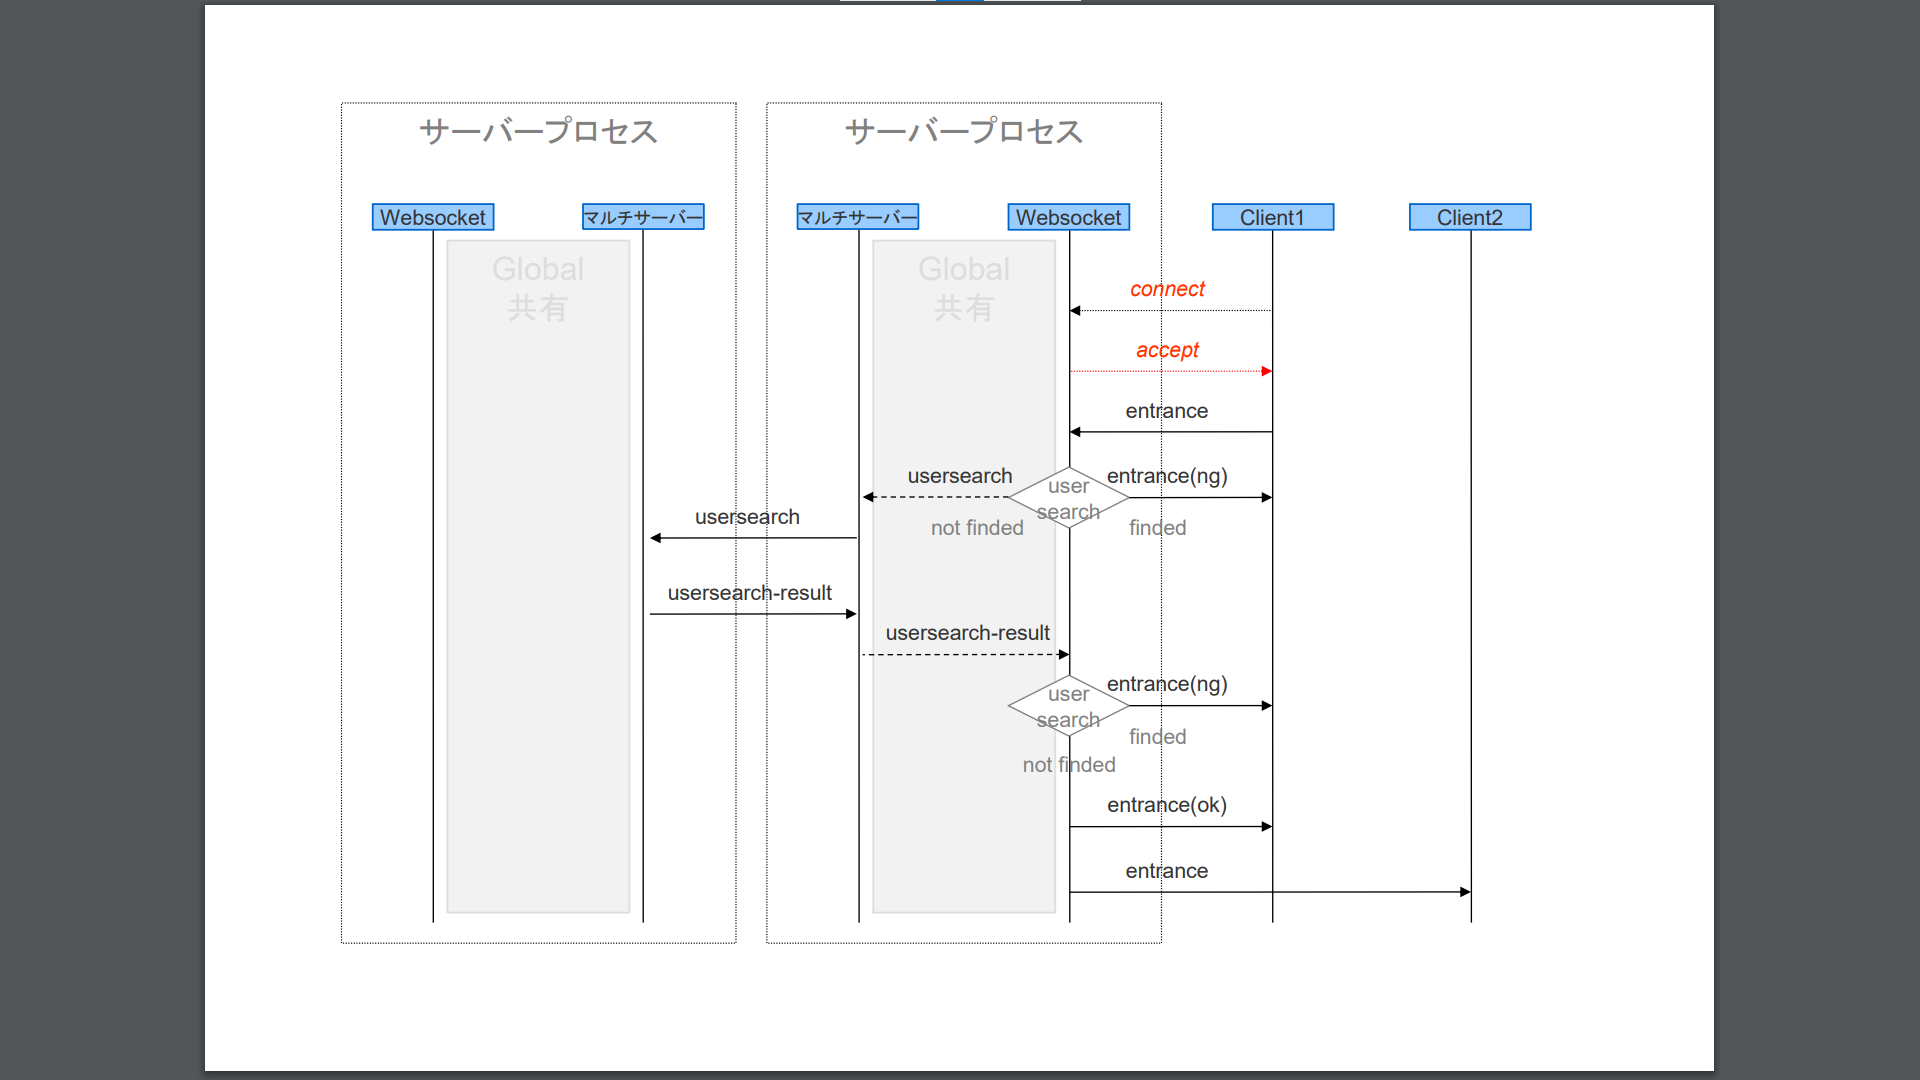 サーバープロセス
サーバープロセス
Websocket
マルチサーバー
マルチサーバー
Websocket
Client1
Client2
Global
共有
Global
共有
connect
accept
entrance
usersearch
user
search
entrance(ng)
not finded
finded
usersearch
usersearch-result
usersearch-result
user
search
entrance(ng)
finded
not finded
entrance(ok)
entrance